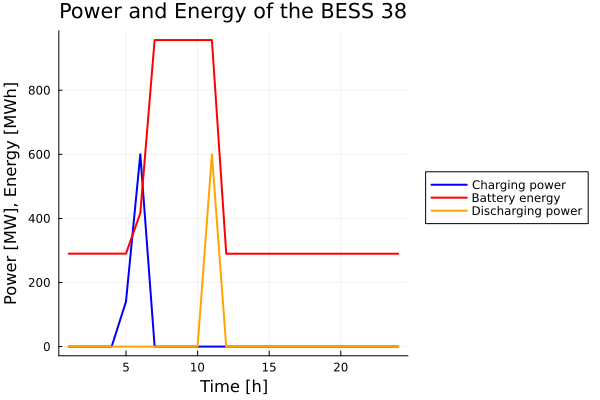 Power and Energy of the BESS 38
Power [MW], Energy [MWh]
800
600
400
200
0
5
10
15
20
Time [h]
Charging power
Battery energy
Discharging power